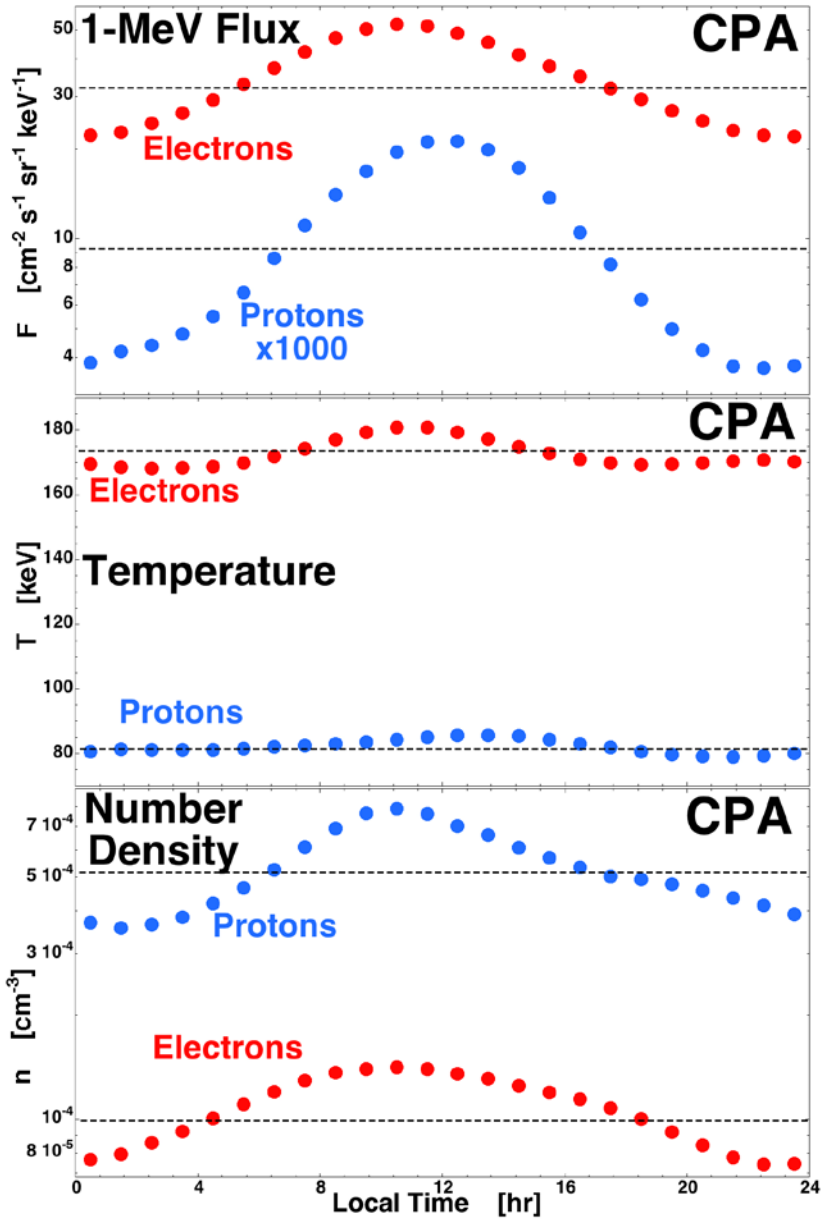 1-MeV Flux
CPA
50
30
10
8
6
4
F [cm⁻² s⁻¹ sr⁻¹ keV⁻¹]
Electrons
Protons
x1000
CPA
180
160
140
120
100
80
T [keV]
Electrons
Temperature
Protons
Number
Density
CPA
7 10⁻⁴
5 10⁻⁴
3 10⁻⁴
10⁻⁴
8 10⁻⁵
n [cm⁻³]
Protons
Electrons
0 4 8 12 16 20 24
Local Time [hr]